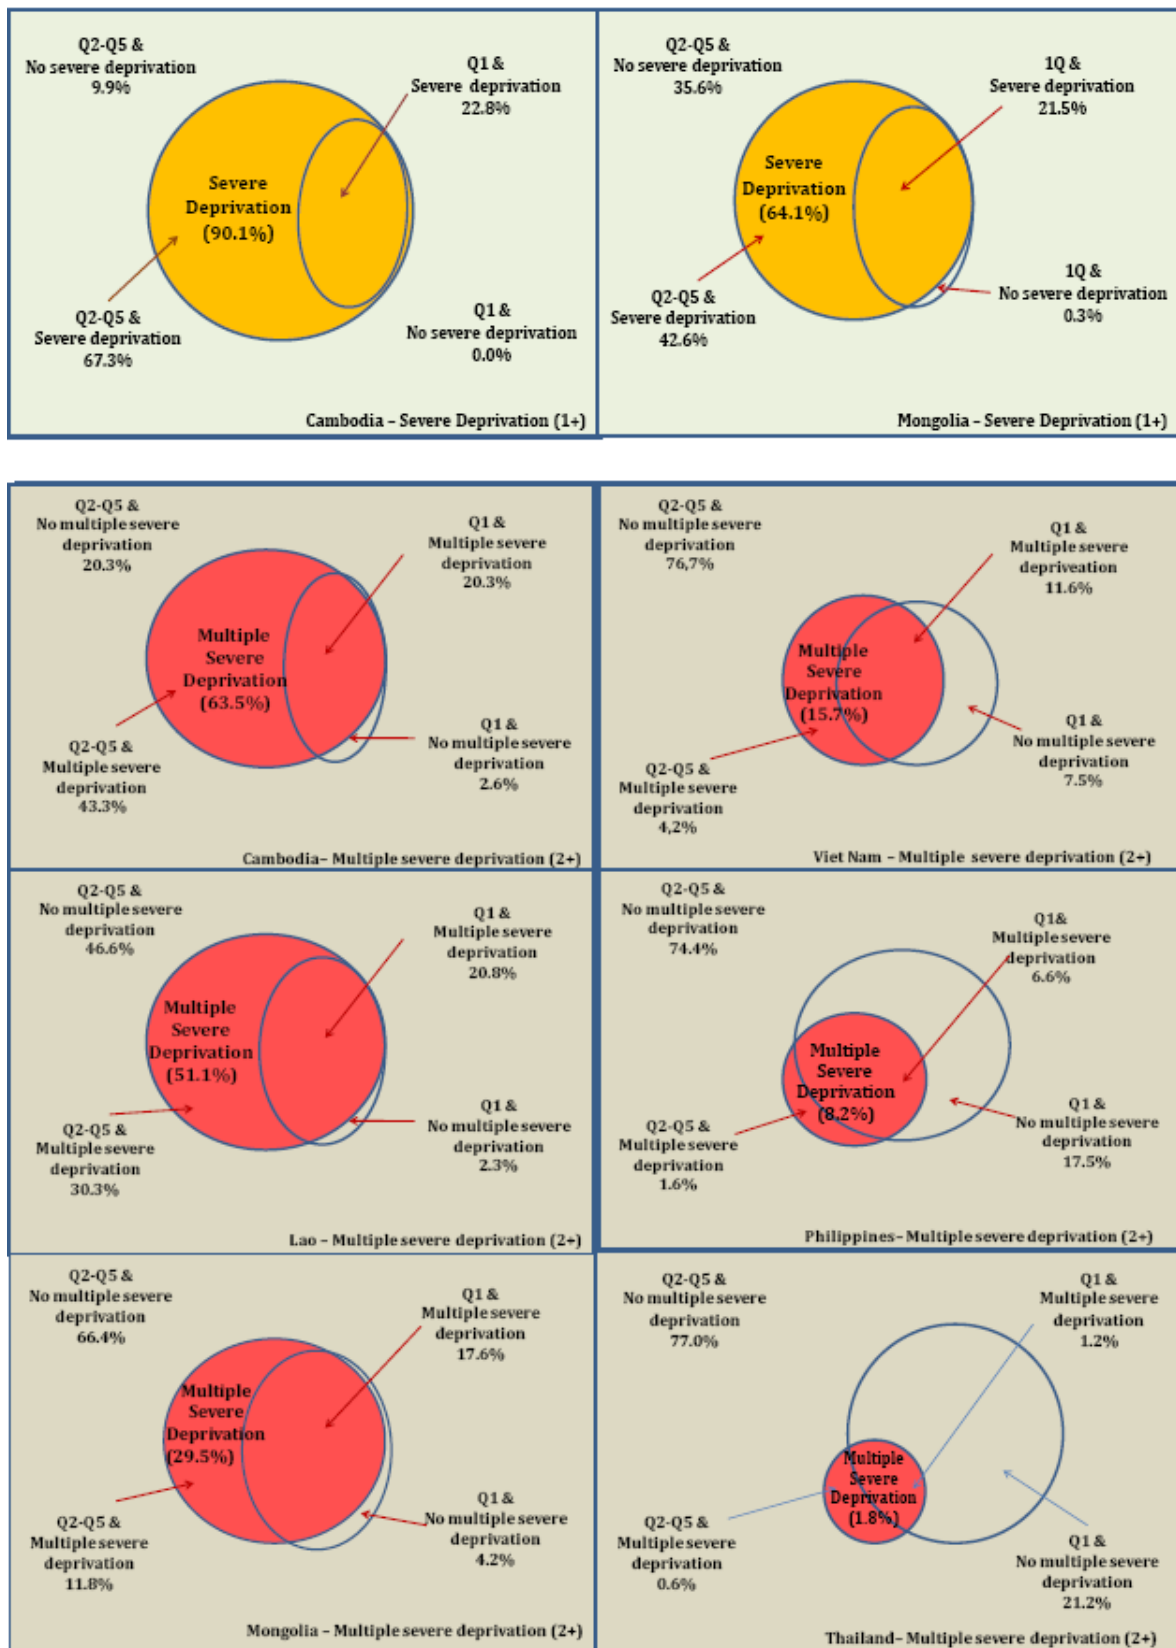 Q2-Q5 &
No severe deprivation
9.9%
Q1 &
Severe deprivation
22.8%
Severe
Deprivation
(90.1%)
Q2-Q5 &
Severe deprivation
67.3%
Q1 &
No severe deprivation
0.0%
Cambodia – Severe Deprivation (1+)
Q2-Q5 &
No severe deprivation
35.6%
1Q &
Severe deprivation
21.5%
Severe
Deprivation
(64.1%)
Q2-Q5 &
Severe deprivation
42.6%
1Q &
No severe deprivation
0.3%
Mongolia – Severe Deprivation (1+)
Q2-Q5 &
No multiple severe
deprivation
20.3%
Q1 &
Multiple severe
deprivation
20.3%
Multiple
Severe
Deprivation
(63.5%)
Q2-Q5 &
Multiple severe
deprivation
43.3%
Q1 &
No multiple severe
deprivation
2.6%
Cambodia– Multiple severe deprivation (2+)
Q2-Q5 &
No multiple severe
deprivation
76,7%
Q1 &
Multiple severe
depriveation
11.6%
Multiple
Severe
Deprivation
(15.7%)
Q2-Q5 &
Multiple severe
deprivation
4,2%
Q1 &
No multiple severe
deprivation
7.5%
Viet Nam – Multiple severe deprivation (2+)
Q2-Q5 &
No multiple severe
deprivation
46.6%
Q1 &
Multiple severe
deprivation
20.8%
Multiple
Severe
Deprivation
(51.1%)
Q2-Q5 &
Multiple severe
deprivation
30.3%
Q1 &
No multiple severe
deprivation
2.3%
Lao – Multiple severe deprivation (2+)
Q2-Q5 &
No multiple severe
deprivation
74.4%
Q1&
Multiple severe
deprivation
6.6%
Multiple
Severe
Deprivation
(8.2%)
Q2-Q5 &
Multiple severe
deprivation
1.6%
Q1 &
No multiple severe
deprivation
17.5%
Philippines– Multiple severe deprivation (2+)
Q2-Q5 &
No multiple severe
deprivation
66.4%
Q1 &
Multiple severe
deprivation
17.6%
Multiple
Severe
Deprivation
(29.5%)
Q2-Q5 &
Multiple severe
deprivation
11.8%
Q1 &
No multiple severe
deprivation
4.2%
Mongolia – Multiple severe deprivation (2+)
Q2-Q5 &
No multiple severe
deprivation
77.0%
Q1 &
Multiple severe
deprivation
1.2%
Multiple
Severe
Deprivation
(1.8%)
Q2-Q5 &
Multiple severe
deprivation
0.6%
Q1 &
No multiple severe
deprivation
21.2%
Thailand– Multiple severe deprivation (2+)